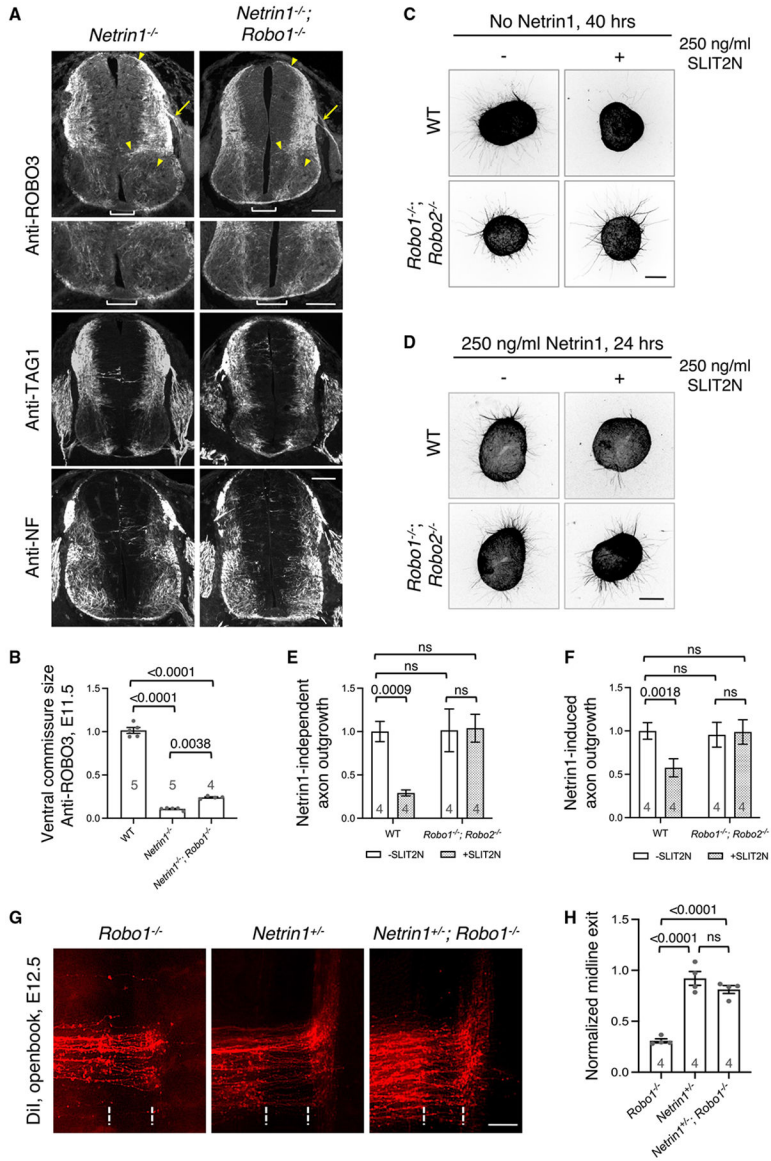 A
Netrin1-/-
Netrin1-/-;
Robo1-/-
Anti-ROBO3
Anti-TAG1
Anti-NF
B
Ventral commissure size
Anti-ROBO3, E11.5
<0.0001
<0.0001
0.0038
1.5
1.0
0.5
0.0
5
5
4
WT
Netrin1-/-
Netrin1-/-; Robo1-/-
C
No Netrin1, 40 hrs
250 ng/ml
SLIT2N
-
+
WT
Robo1-/-;
Robo2-/-
D
250 ng/ml Netrin1, 24 hrs
250 ng/ml
SLIT2N
-
+
WT
Robo1-/-;
Robo2-/-
E
Netrin1-independent
axon outgrowth
ns
ns
0.0009
ns
1.5
1.0
0.5
0.0
4
4
4
4
WT
Robo1-/-; Robo2-/-
-SLIT2N
+SLIT2N
F
Netrin1-induced
axon outgrowth
ns
ns
0.0018
ns
1.5
1.0
0.5
0.0
4
4
4
4
WT
Robo1-/-; Robo2-/-
-SLIT2N
+SLIT2N
G
Robo1-/-
Netrin1+/-
Netrin1+/-; Robo1-/-
DiI, openbook, E12.5
H
Normalized midline exit
<0.0001
<0.0001
ns
1.5
1.0
0.5
0.0
4
4
4
Robo1-/-
Netrin1+/-
Netrin1+/-; Robo1-/-